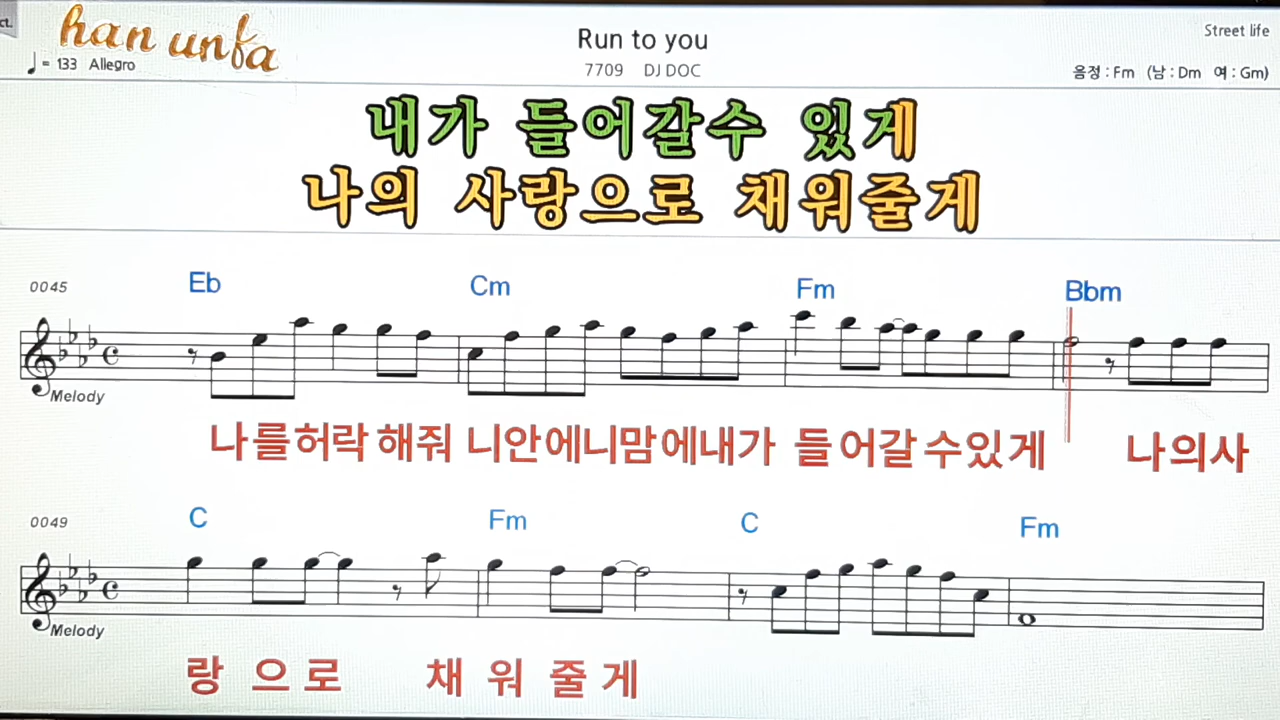 ct.
han unfa
Run to you
Street life
♩= 133 Allegro
7709 DJ DOC
음정 : Fm (남 : Dm 여 : Gm)
내가 들어갈수 있게
나의 사랑으로 채워줄게
0045
Eb Cm Fm Bbm
Melody
나를허락 해줘 니안에니맘에내가 들어갈 수있게 나의사
0049
C Fm C Fm
Melody
랑 으 로 채 워 줄 게